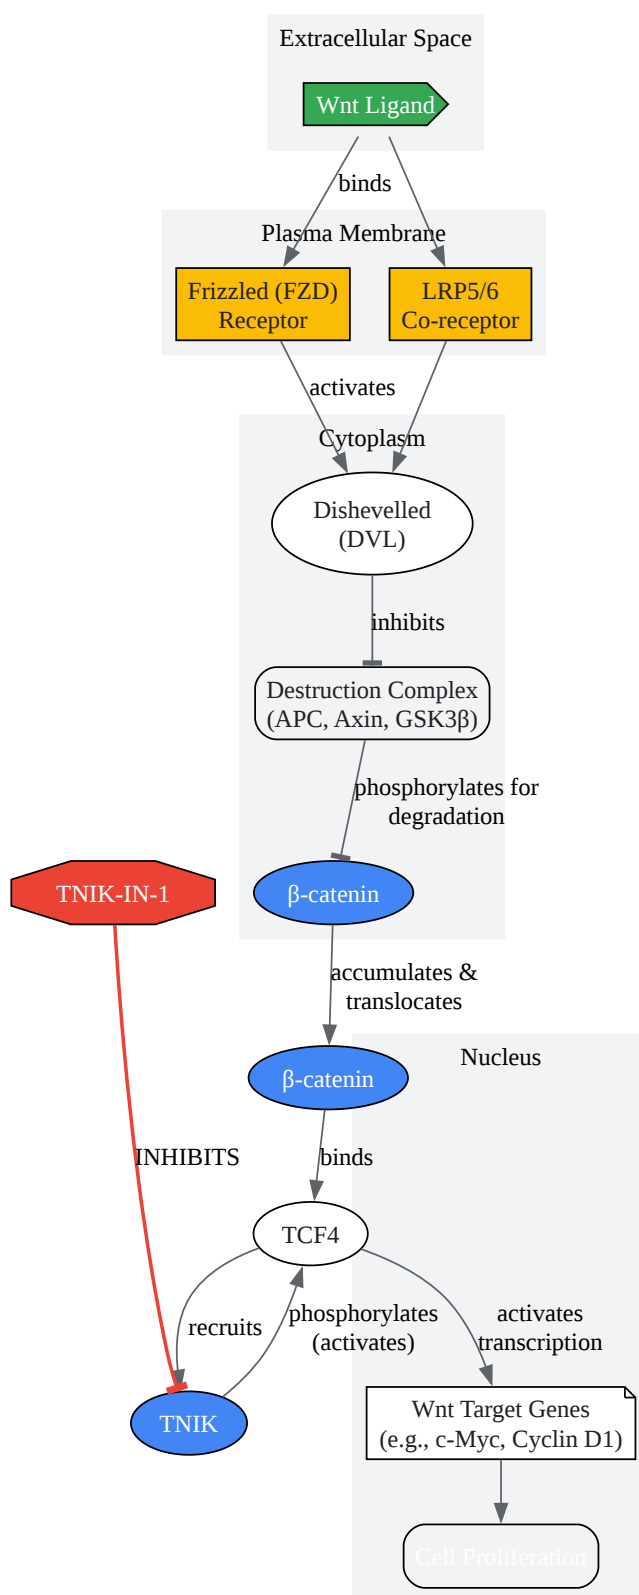 Extracellular Space
Wnt Ligand
binds
Plasma Membrane
Frizzled (FZD)
Receptor
LRP5/6
Co-receptor
activates
Cytoplasm
Dishevelled
(DVL)
inhibits
Destruction Complex
(APC, Axin, GSK3β)
phosphorylates for
degradation
TNIK-IN-1
β-catenin
accumulates &
translocates
Nucleus
β-catenin
INHIBITS
binds
TCF4
recruits
phosphorylates
(activates)
activates
transcription
TNIK
Wnt Target Genes
(e.g., c-Myc, Cyclin D1)
Cell Proliferation